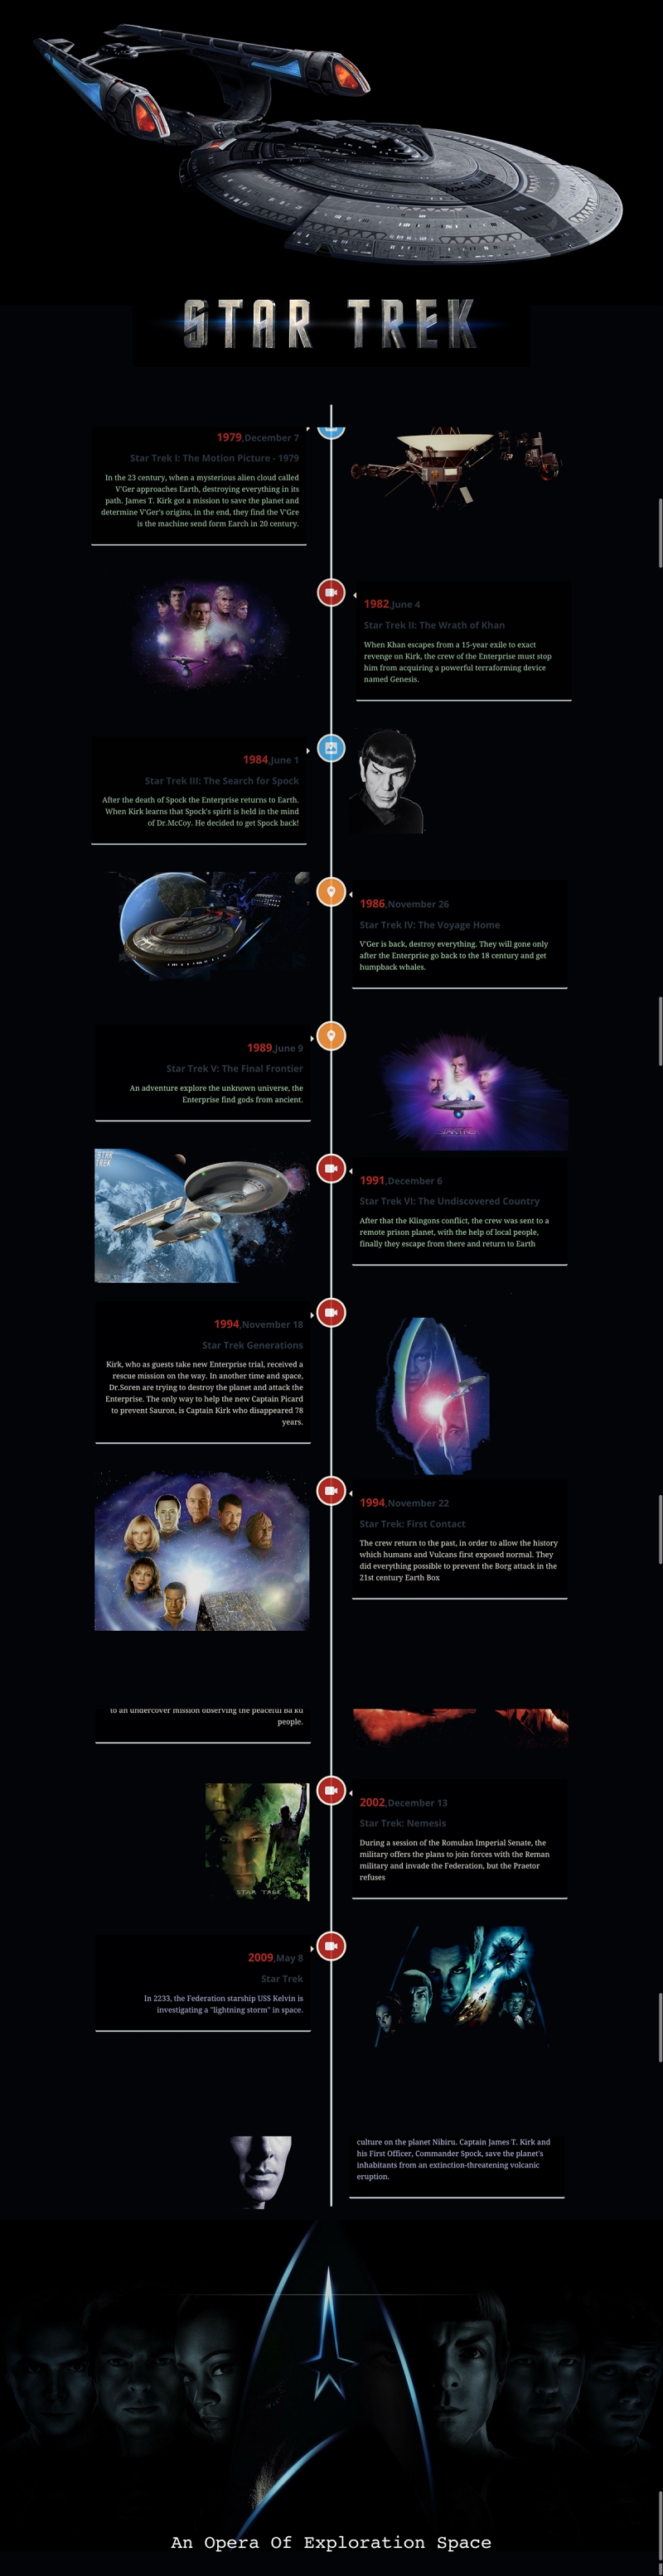 STAR TREK
1979,December 7
Star Trek I: The Motion Picture - 1979
In the 23 century, when a mysterious alien cloud called
V'Ger approaches Earth, destroying everything in its
path. James T. Kirk got a mission to save the planet and
determine V'Ger's origins, in the end, they find the V'Gre
is the machine send form Earch in 20 century.
1982,June 4
Star Trek II: The Wrath of Khan
When Khan escapes from a 15-year exile to exact
revenge on Kirk, the crew of the Enterprise must stop
him from acquiring a powerful terraforming device
named Genesis.
1984,June 1
Star Trek III: The Search for Spock
After the death of Spock the Enterprise returns to Earth.
When Kirk learns that Spock's spirit is held in the mind
of Dr.McCoy. He decided to get Spock back!
1986,November 26
Star Trek IV: The Voyage Home
V'Ger is back, destroy everything. They will gone only
after the Enterprise go back to the 18 century and get
humpback whales.
1989,June 9
Star Trek V: The Final Frontier
An adventure explore the unknown universe, the
Enterprise find gods from ancient.
STAR
TREK
1991,December 6
Star Trek VI: The Undiscovered Country
After that the Klingons conflict, the crew was sent to a
remote prison planet, with the help of local people,
finally they escape from there and return to Earth
1994,November 18
Star Trek Generations
Kirk, who as guests take new Enterprise trial, received a
rescue mission on the way. In another time and space,
Dr.Soren are trying to destroy the planet and attack the
Enterprise. The only way to help the new Captain Picard
to prevent Sauron, is Captain Kirk who disappeared 78
years.
1994,November 22
Star Trek: First Contact
The crew return to the past, in order to allow the history
which humans and Vulcans first exposed normal. They
did everything possible to prevent the Borg attack in the
21st century Earth Box
to an undercover mission observing the peaceful Ba'ku
people.
STAR TREK
2002,December 13
Star Trek: Nemesis
During a session of the Romulan Imperial Senate, the
military offers the plans to join forces with the Reman
military and invade the Federation, but the Praetor
refuses
2009,May 8
Star Trek
In 2233, the Federation starship USS Kelvin is
investigating a "lightning storm" in space.
culture on the planet Nibiru. Captain James T. Kirk and
his First Officer, Commander Spock, save the planet's
inhabitants from an extinction-threatening volcanic
eruption.
An Opera Of Exploration Space